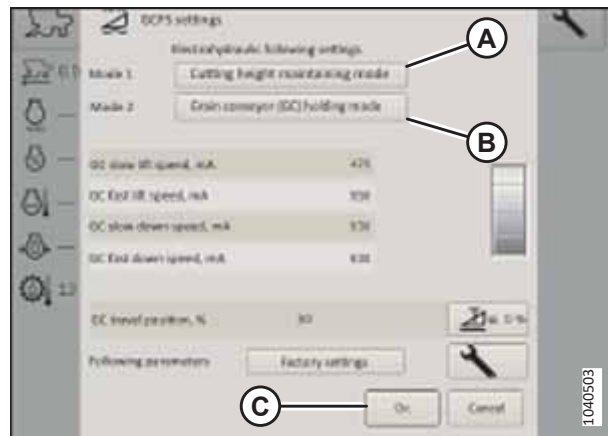 GCPS settings
Electrohydraulic following settings
Mode 1 Cutting height maintaining mode
Mode 2 Grain conveyor (GC) holding mode
GC slow lift speed, mA
GC fast lift speed, mA
GC slow down speed, mA
GC fast down speed, mA
GC travel position, %
Following parameters Factory settings
Ok Cancel
A
B
C
1040503